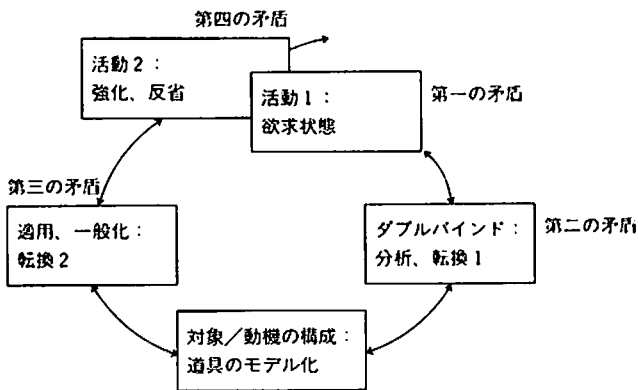 第四の矛盾
活動2:
強化、反省
活動1:
欲求状態
第一の矛盾
第三の矛盾
適用、一般化:
転換2
ダブルバインド:
分析、転換1
第二の矛盾
対象／動機の構成:
道具のモデル化